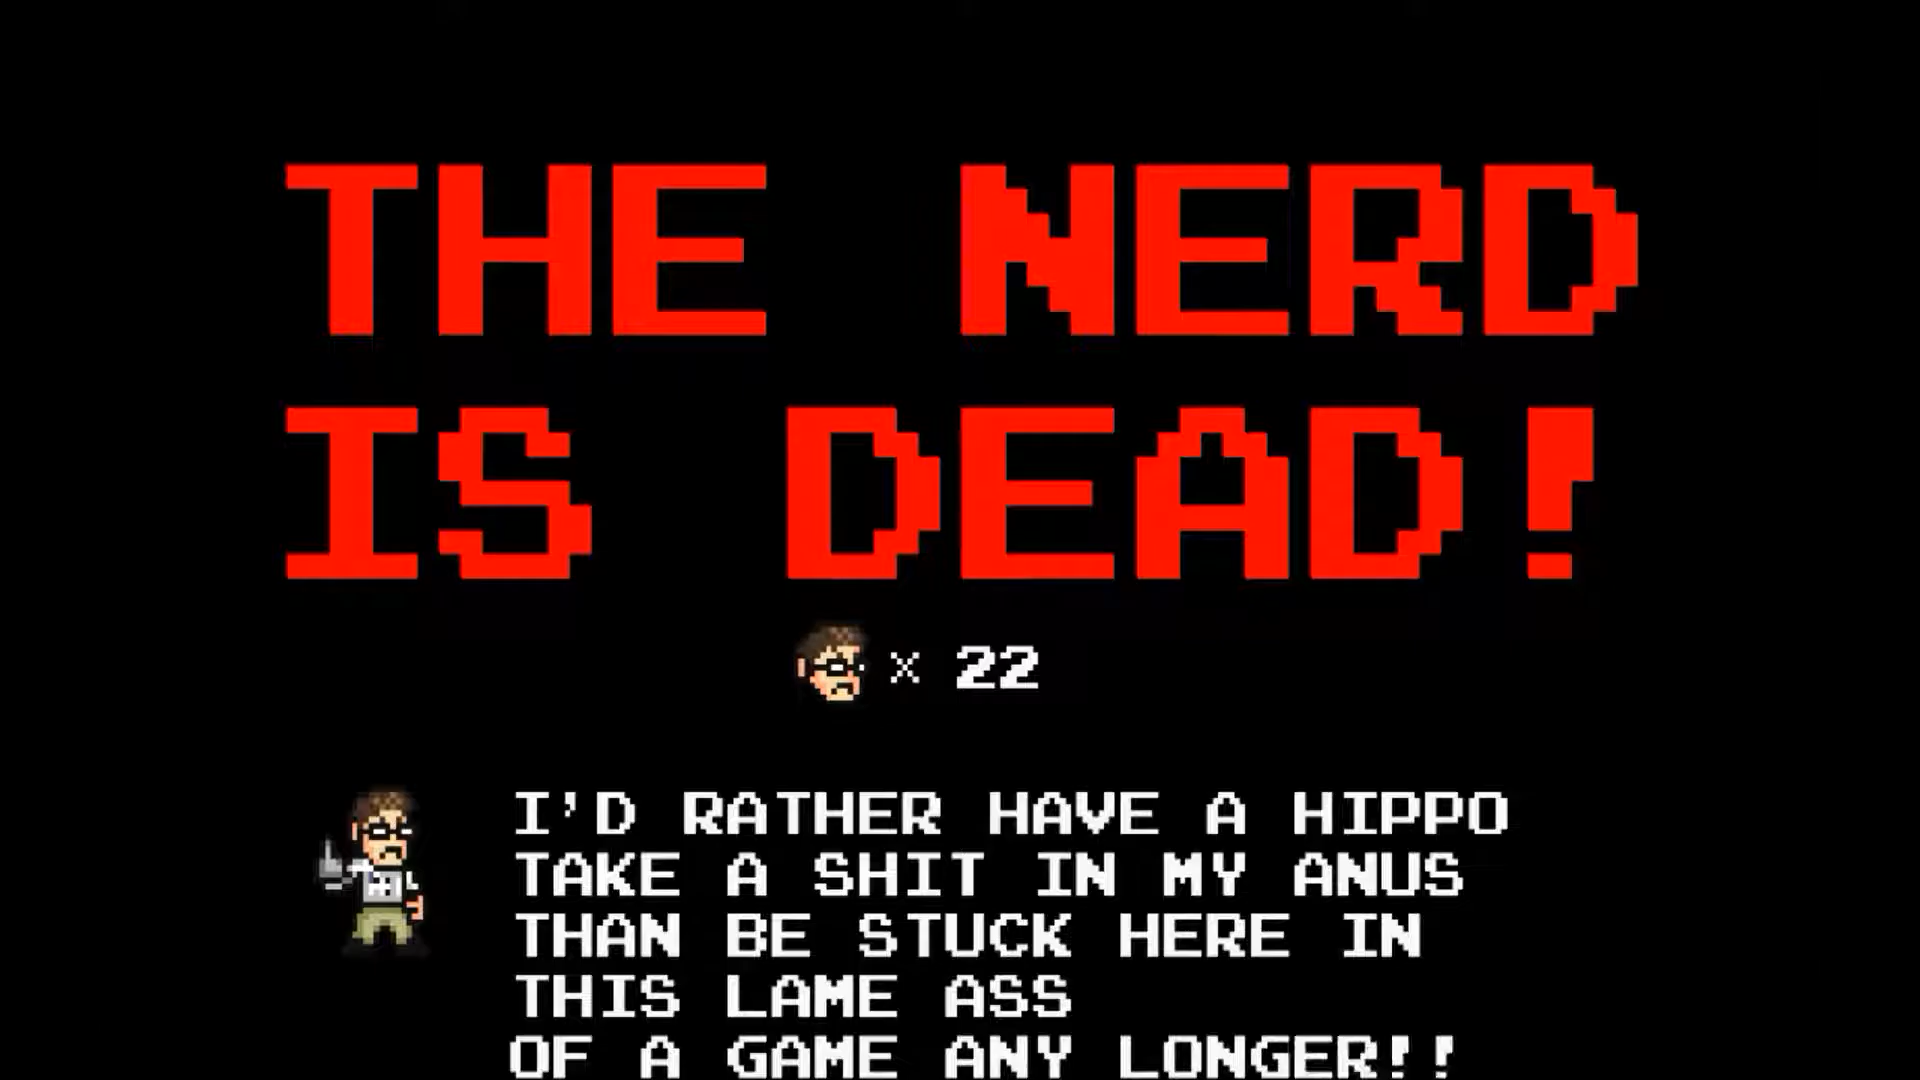 THE NERD
IS DEAD!
x 22
I'D RATHER HAVE A HIPPO
TAKE A SHIT IN MY ANUS
THAN BE STUCK HERE IN
THIS LAME ASS
OF A GAME ANY LONGER!!